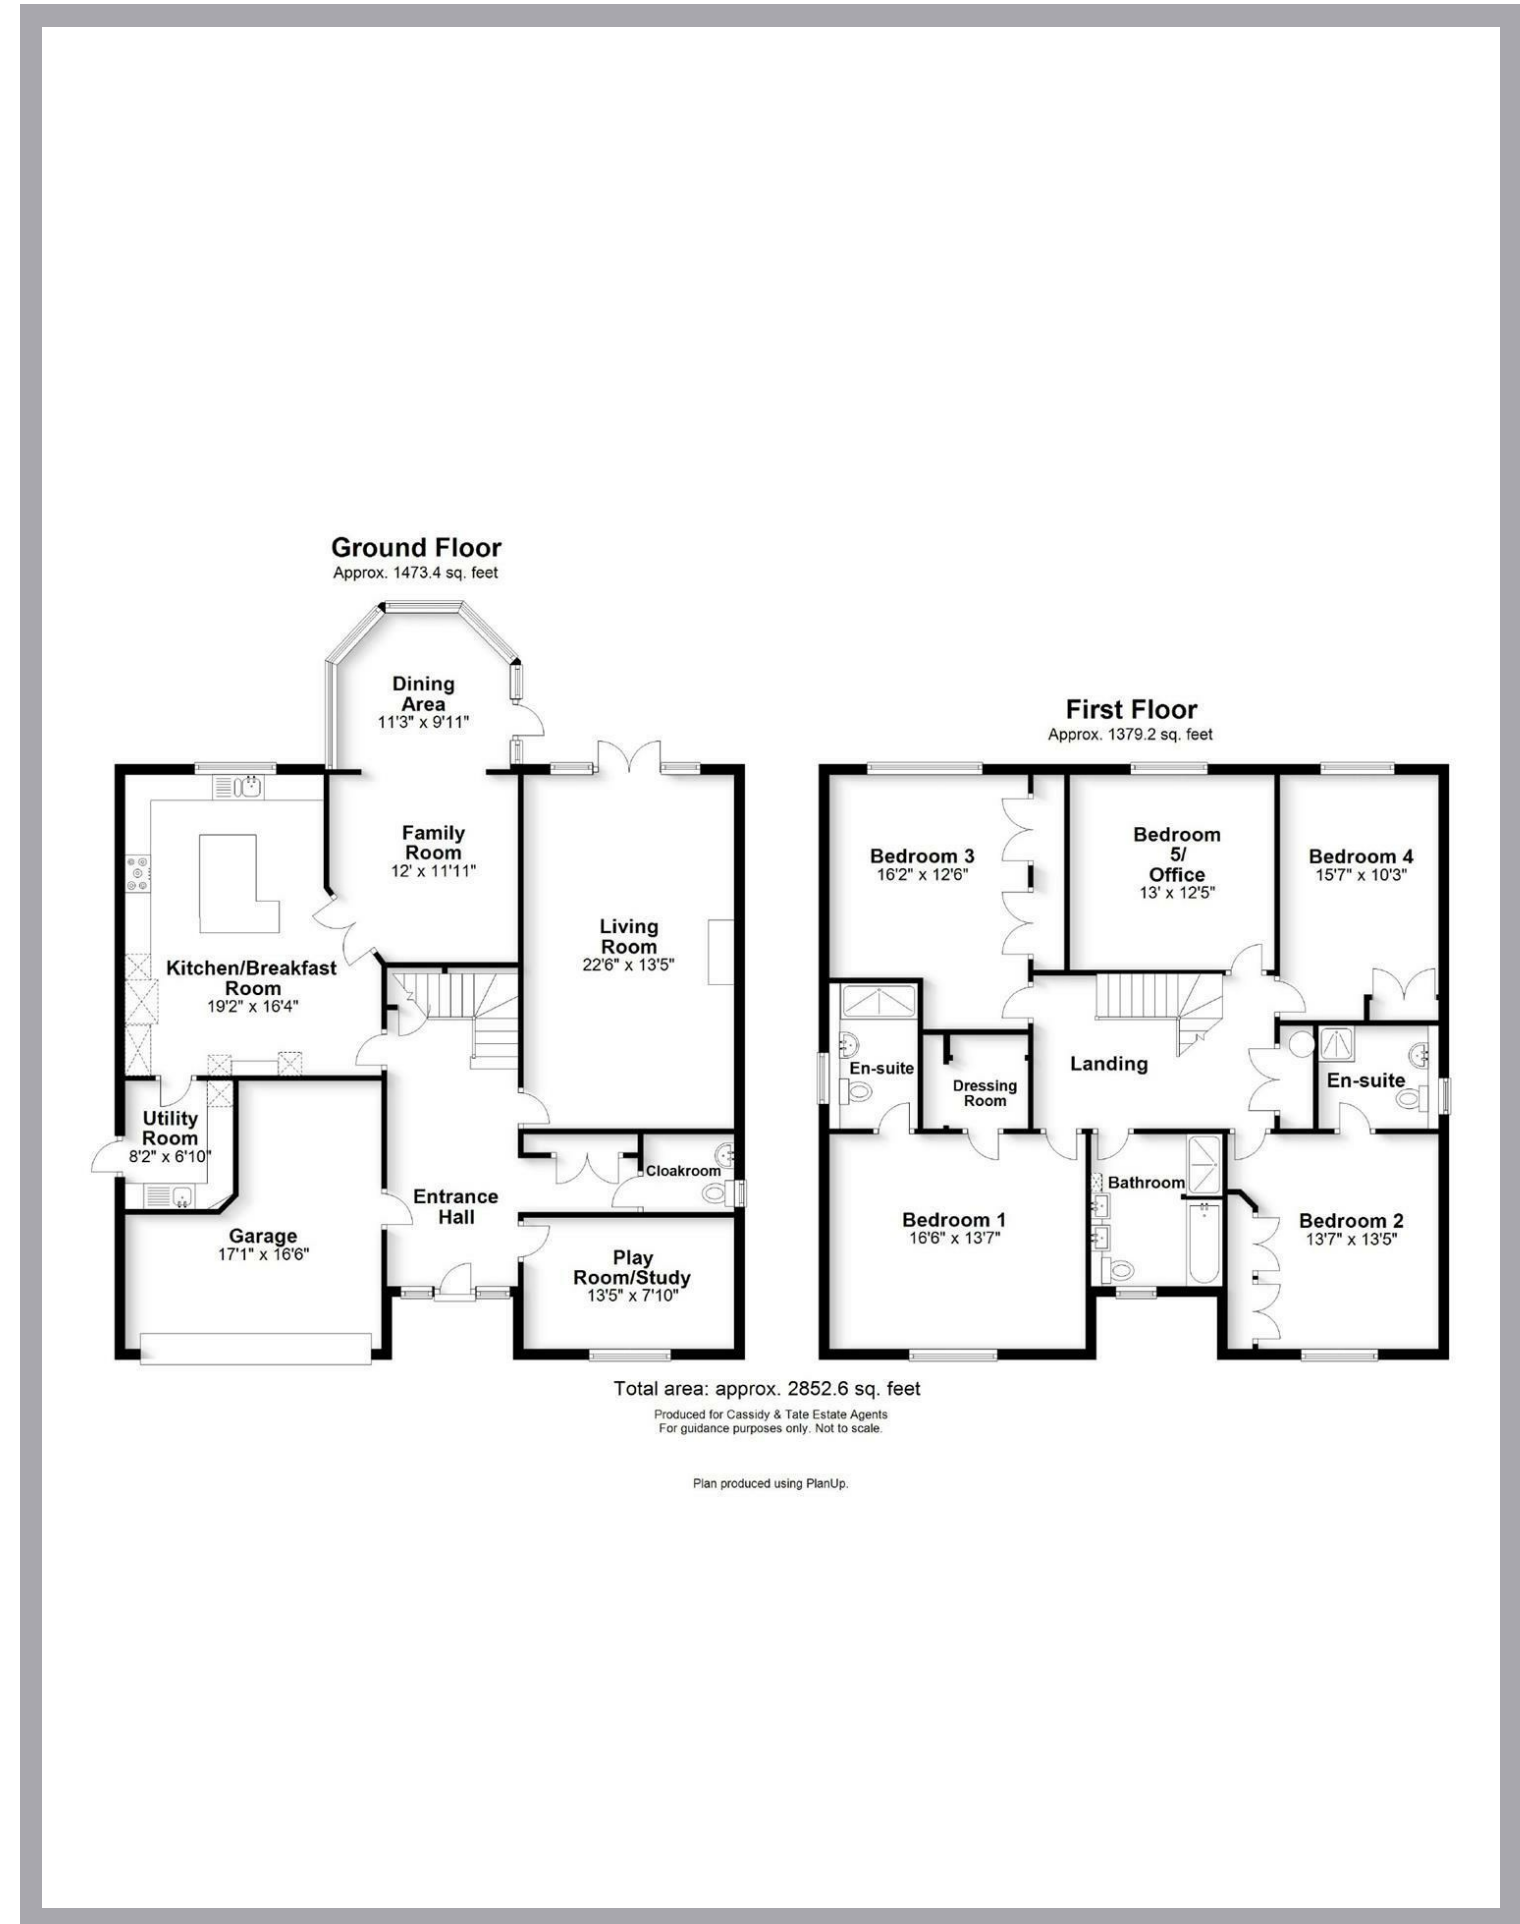 Ground Floor
Approx. 1473.4 sq. feet
Dining
Area
11'3" x 9'11"
Family
Room
12' x 11'11"
Living
Room
22'6" x 13'5"
Kitchen/Breakfast
Room
19'2" x 16'4"
Utility
Room
8'2" x 6'10"
Cloakroom
Entrance
Hall
Garage
17'1" x 16'6"
Play
Room/Study
13'5" x 7'10"
First Floor
Approx. 1379.2 sq. feet
Bedroom 3
16'2" x 12'6"
Bedroom
5/
Office
13' x 12'5"
Bedroom 4
15'7" x 10'3"
En-suite
Dressing
Room
Landing
En-suite
Bathroom
Bedroom 1
16'6" x 13'7"
Bedroom 2
13'7" x 13'5"
Total area: approx. 2852.6 sq. feet
Produced for Cassidy & Tate Estate Agents
For guidance purposes only. Not to scale.
Plan produced using PlanUp.